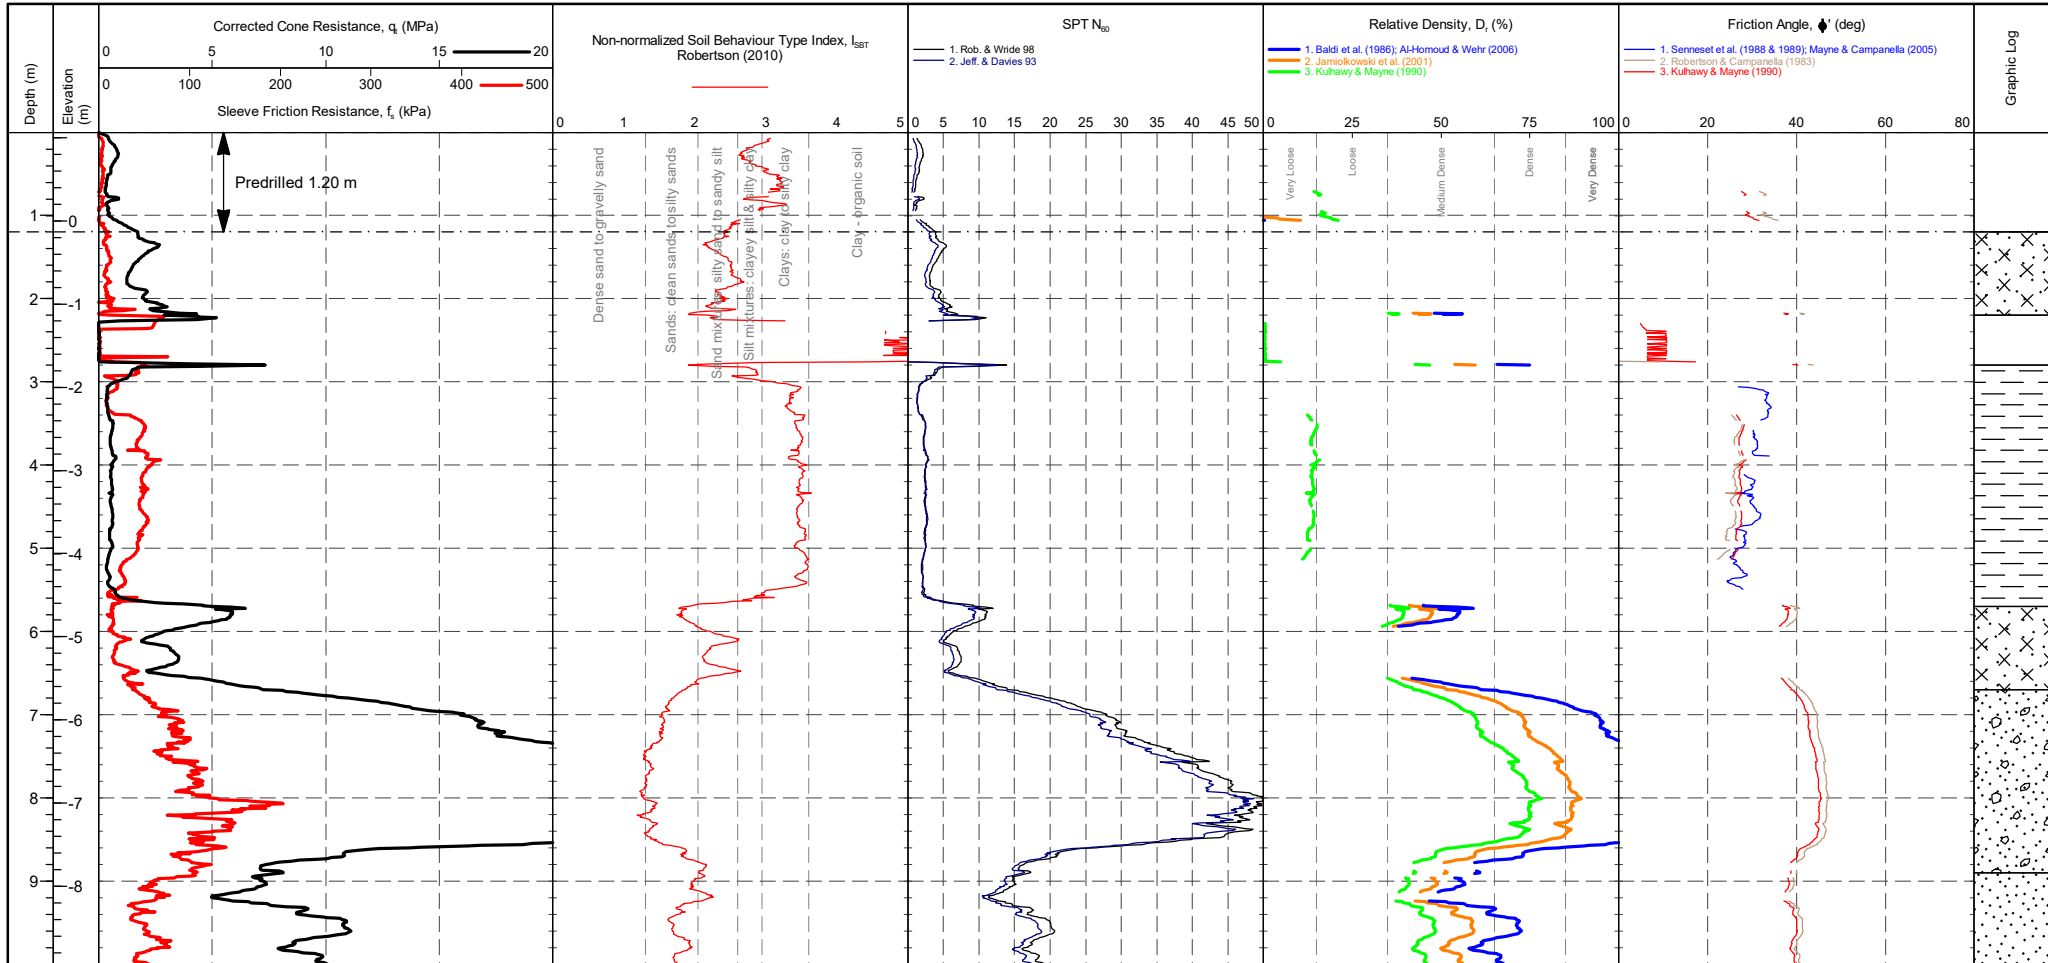 Depth (m)
Elevation (m)
Corrected Cone Resistance, qt (MPa)
0 5 10 15 20
0 100 200 300 400 500
Sleeve Friction Resistance, fs (kPa)
Non-normalized Soil Behaviour Type Index, ISBT
Robertson (2010)
0 1 2 3 4 5
SPT N60
1. Rob. & Wride 98
2. Jeff. & Davies 93
0 5 10 15 20 25 30 35 40 45 50
Relative Density, Dr (%)
1. Baldi et al. (1986); Al-Homoud & Wehr (2006)
2. Jamiolkowski et al. (2001)
3. Kulhawy & Mayne (1990)
0 25 50 75 100
Friction Angle, ϕ' (deg)
1. Senneset et al. (1988 & 1989); Mayne & Campanella (2005)
2. Robertson & Campanella (1983)
3. Kulhawy & Mayne (1990)
0 20 40 60 80
Graphic Log
Predrilled 1.20 m
Dense sand to gravelly sand
Sands: clean sands to silty sands
Sand mixtures: silty sand to sandy silt
Silt mixtures: clayey silt & silty clay
Clays: clay to silty clay
Clay - organic soil
Very Loose
Loose
Medium Dense
Dense
Very Dense
1
0
2
-1
3
-2
4
-3
5
-4
6
-5
7
-6
8
-7
9
-8